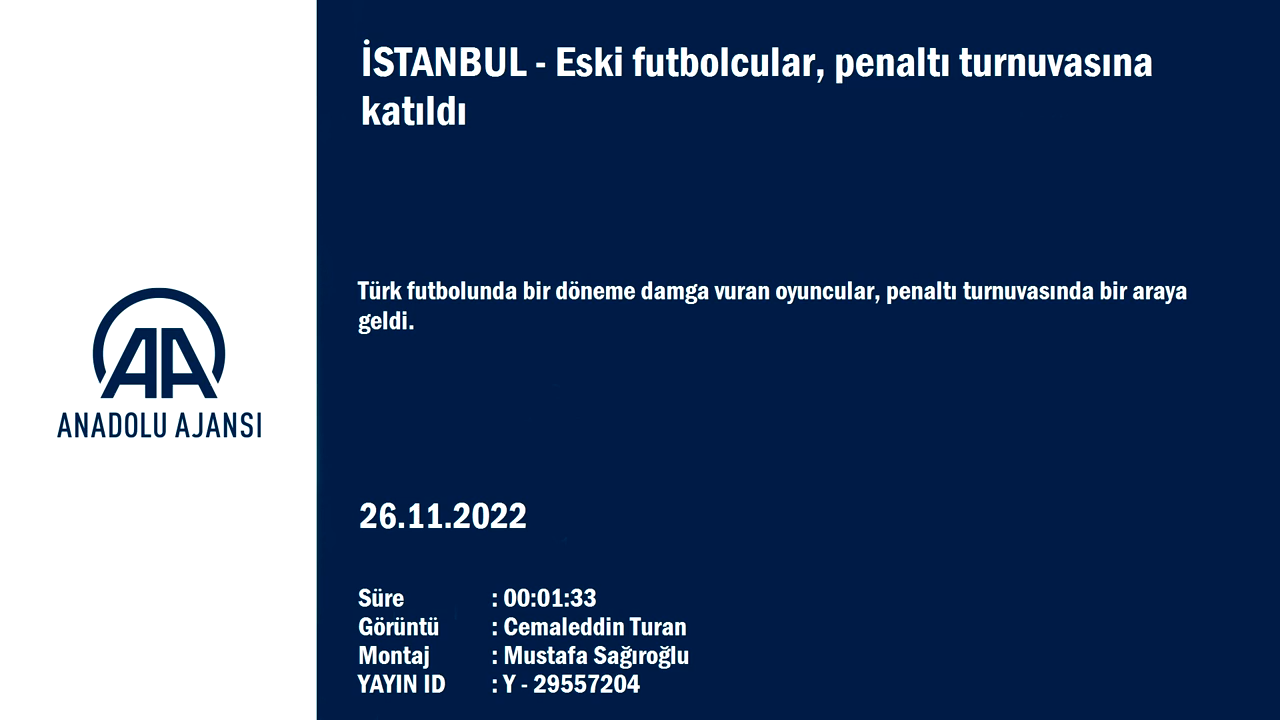 İSTANBUL - Eski futbolcular, penaltı turnuvasına
katıldı
Türk futbolunda bir döneme damga vuran oyuncular, penaltı turnuvasında bir araya
geldi.
AA
ANADOLU AJANSI
26.11.2022
Süre : 00:01:33
Görüntü : Cemaleddin Turan
Montaj : Mustafa Sağıroğlu
YAYIN ID : Y - 29557204